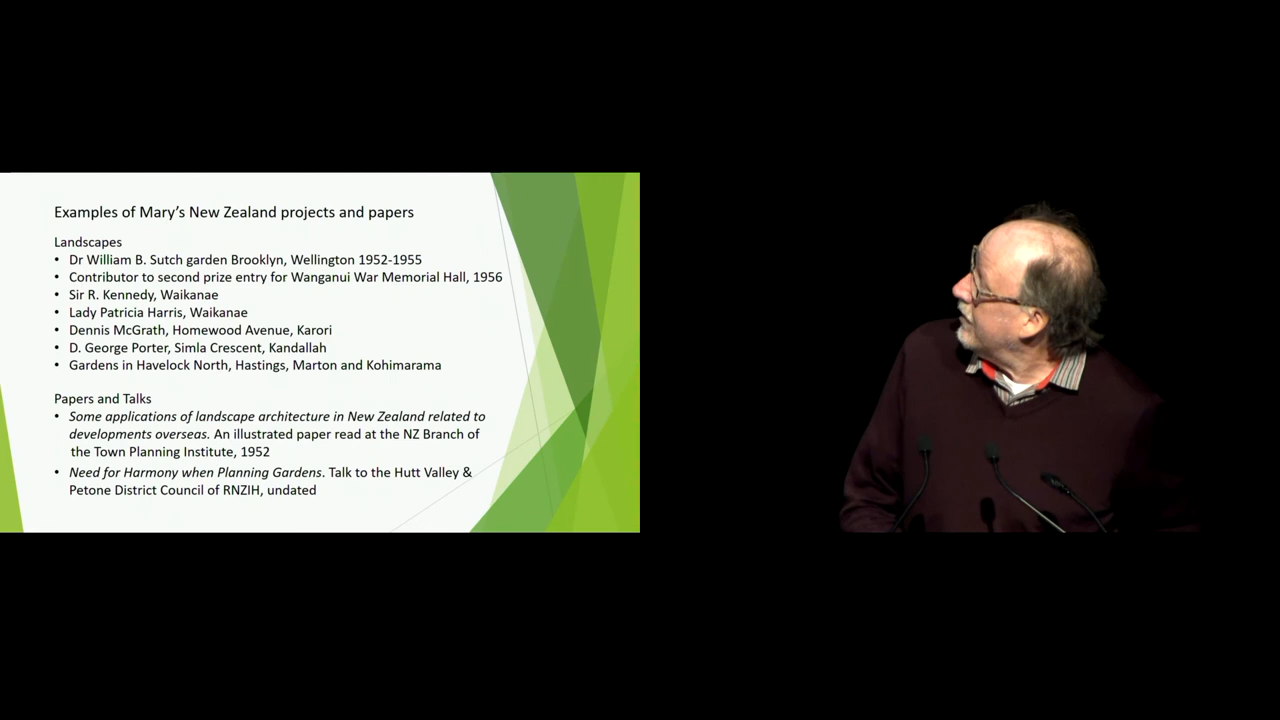 Examples of Mary's New Zealand projects and papers
Landscapes
• Dr William B. Sutch garden Brooklyn, Wellington 1952-1955
• Contributor to second prize entry for Wanganui War Memorial Hall, 1956
• Sir R. Kennedy, Waikanae
• Lady Patricia Harris, Waikanae
• Dennis McGrath, Homewood Avenue, Karori
• D. George Porter, Simla Crescent, Kandallah
• Gardens in Havelock North, Hastings, Marton and Kohimarama
Papers and Talks
• Some applications of landscape architecture in New Zealand related to
developments overseas. An illustrated paper read at the NZ Branch of
the Town Planning Institute, 1952
• Need for Harmony when Planning Gardens. Talk to the Hutt Valley &
Petone District Council of RNZIH, undated